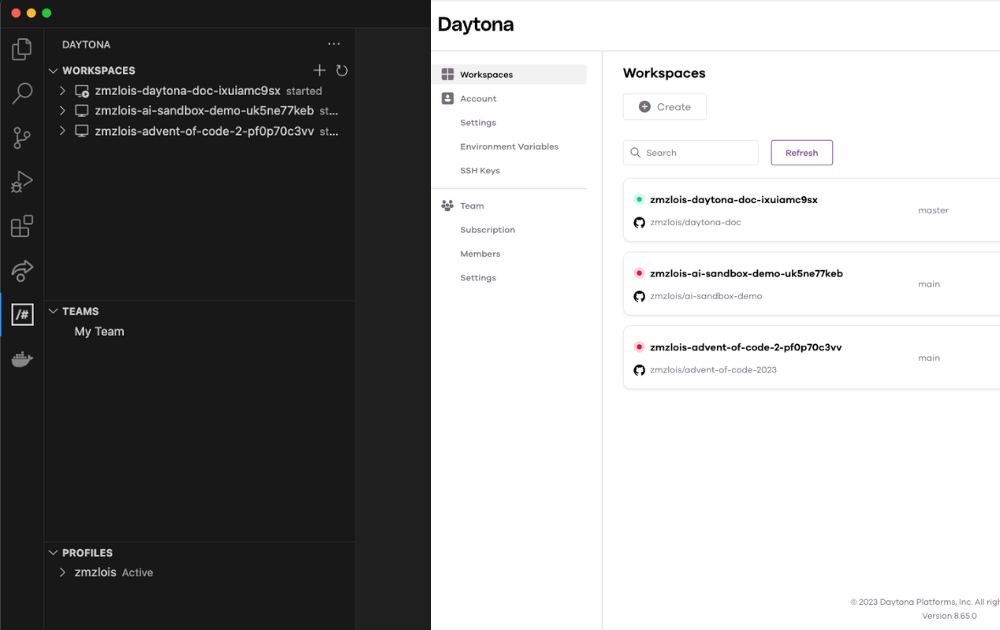 DAYTONA
WORKSPACES
zmzlois-daytona-doc-ixuiamc9sx started
zmzlois-ai-sandbox-demo-uk5ne77keb st...
zmzlois-advent-of-code-2-pf0p70c3vv st...
/#
TEAMS
My Team
PROFILES
zmzlois Active
Daytona
Workspaces
Account
Settings
Environment Variables
SSH Keys
Team
Subscription
Members
Settings
Workspaces
Create
Search Refresh
zmzlois-daytona-doc-ixuiamc9sx
master
zmzlois/daytona-doc
zmzlois-ai-sandbox-demo-uk5ne77keb
main
zmzlois/ai-sandbox-demo
zmzlois-advent-of-code-2-pf0p70c3vv
main
zmzlois/advent-of-code-2023
© 2023 Daytona Platforms, Inc. All righ
Version 8.65.0